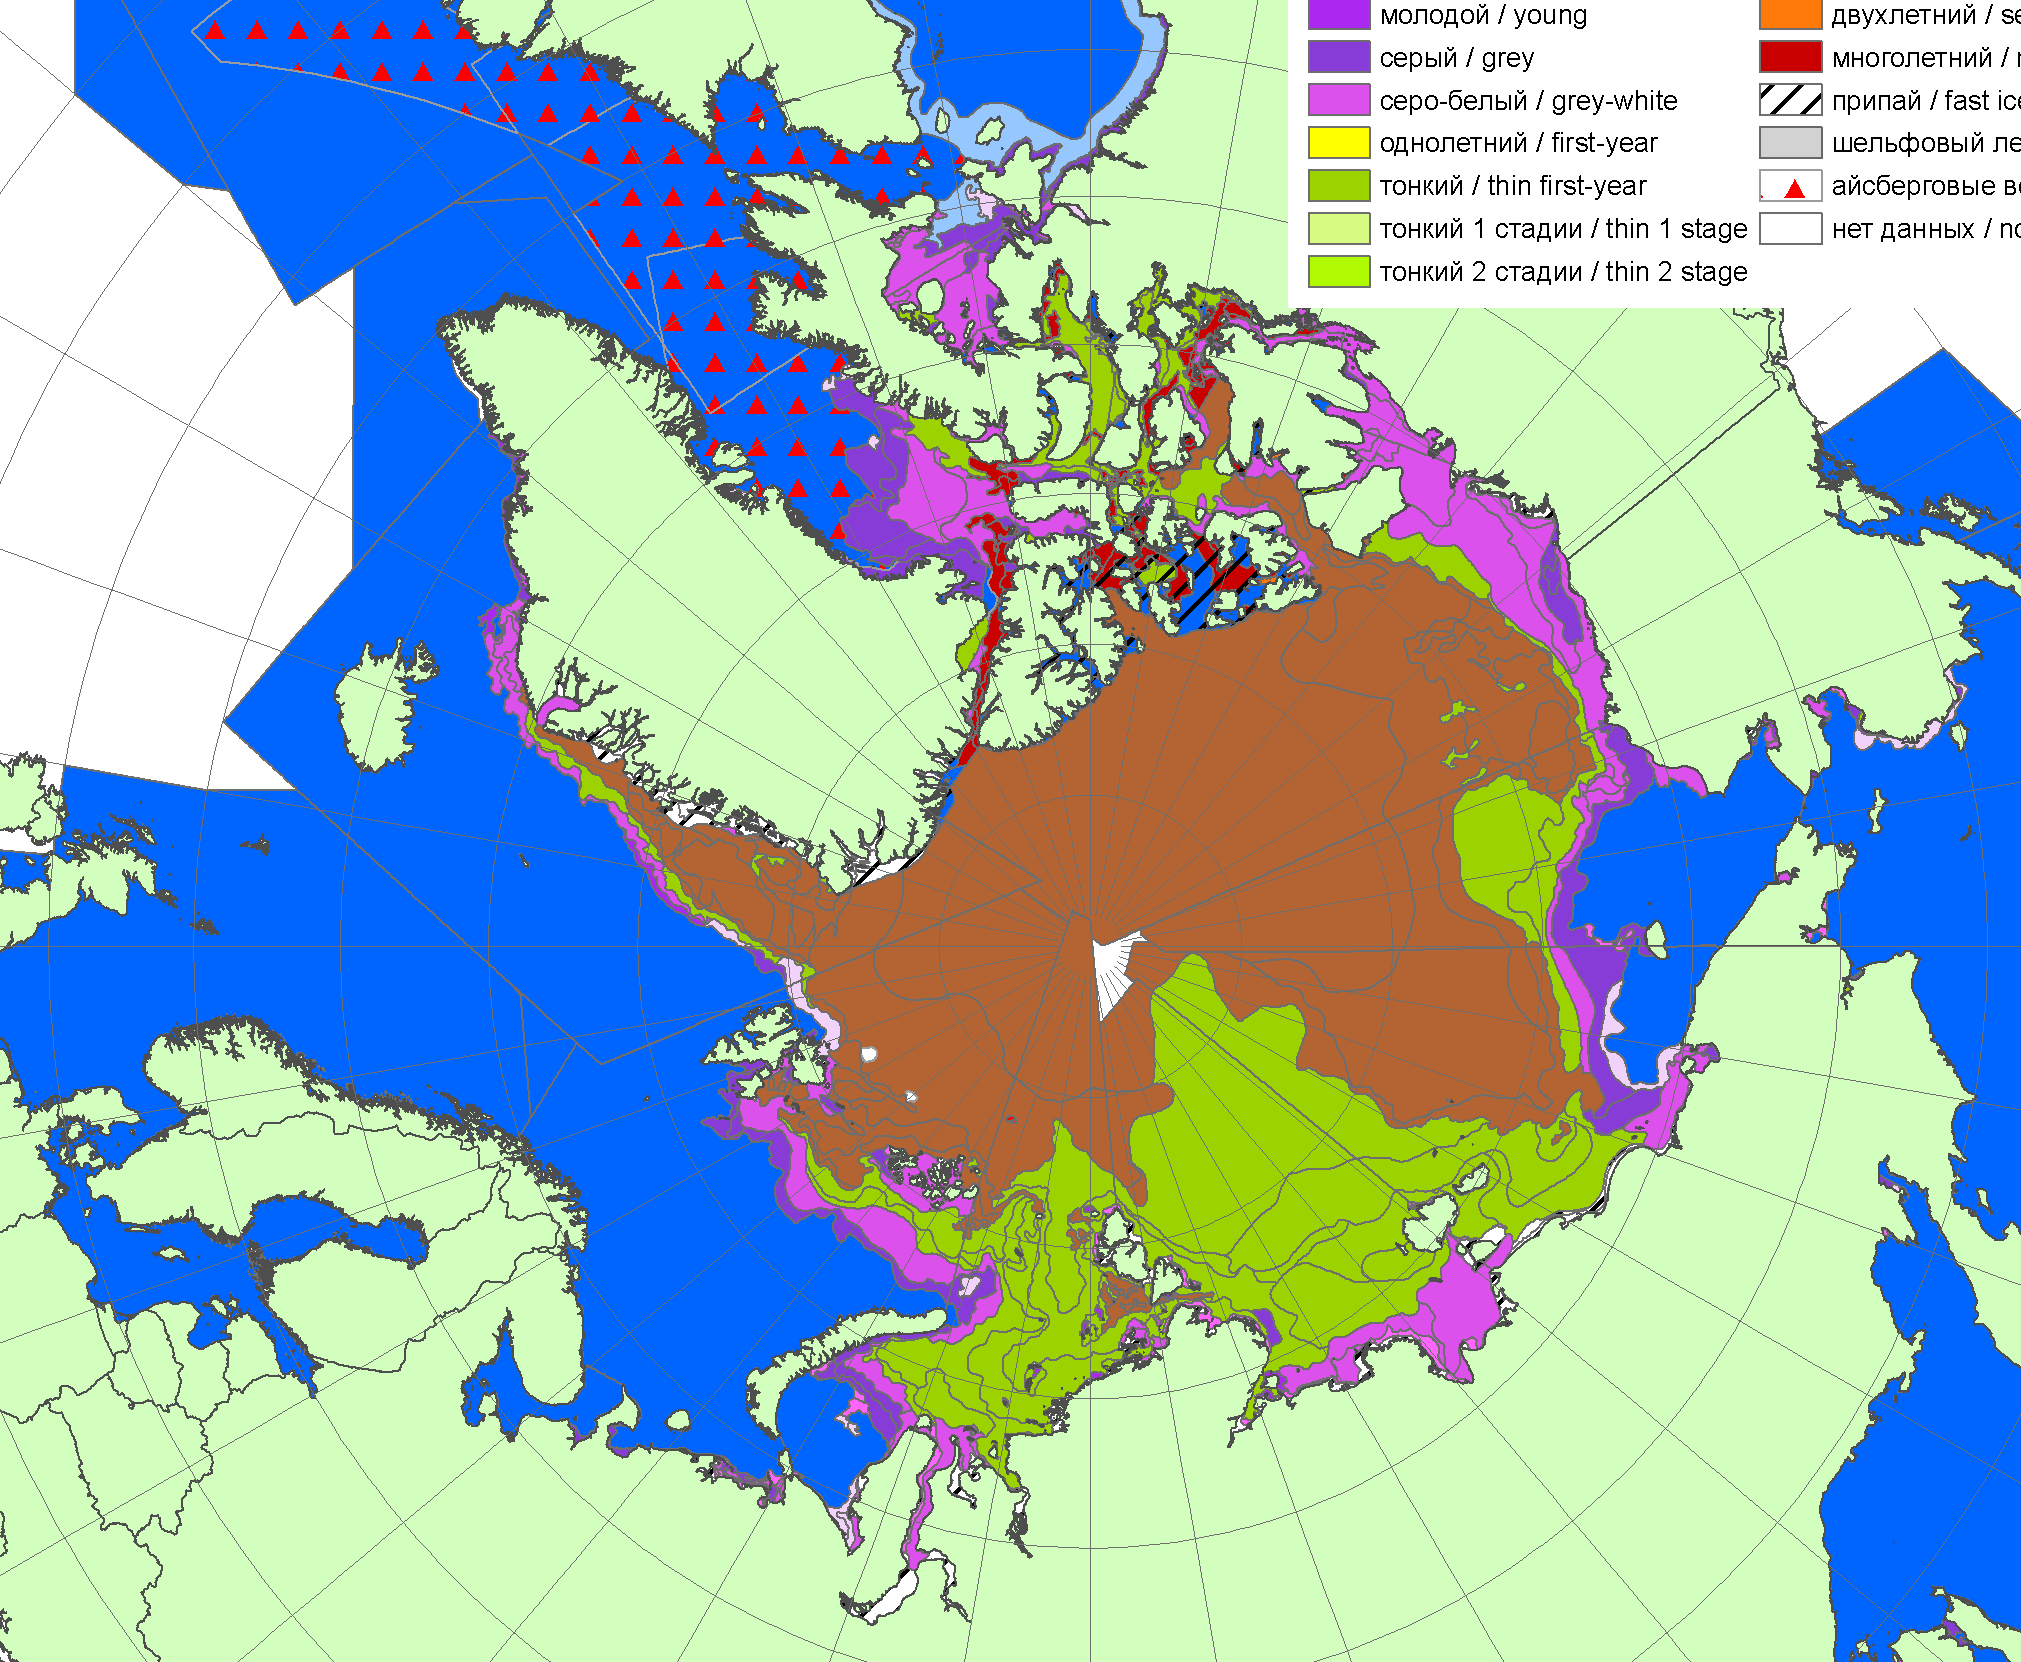 молодой / young
серый / grey
серо-белый / grey-white
однолетний / first-year
тонкий / thin first-year
тонкий 1 стадии / thin 1 stage
тонкий 2 стадии / thin 2 stage
двухлетний / se
многолетний /
припай / fast ice
шельфовый ле
айсберговые во
нет данных / no